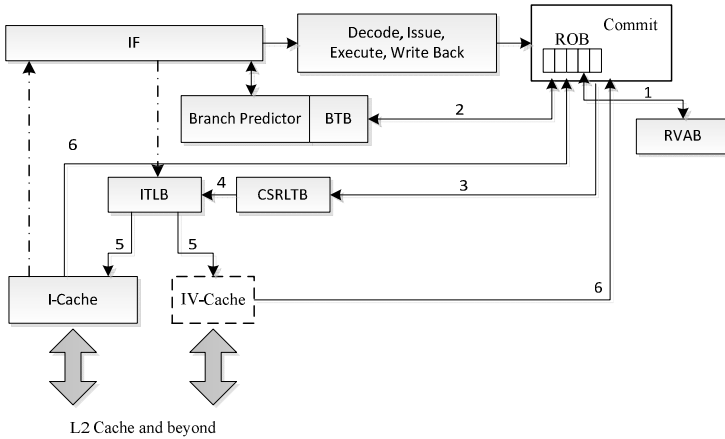 IF
Decode, Issue,
Execute, Write Back
Commit
ROB
Branch Predictor
BTB
2
1
RVAB
6
ITLB
4
CSRLTB
3
5
5
I-Cache
IV-Cache
6
L2 Cache and beyond